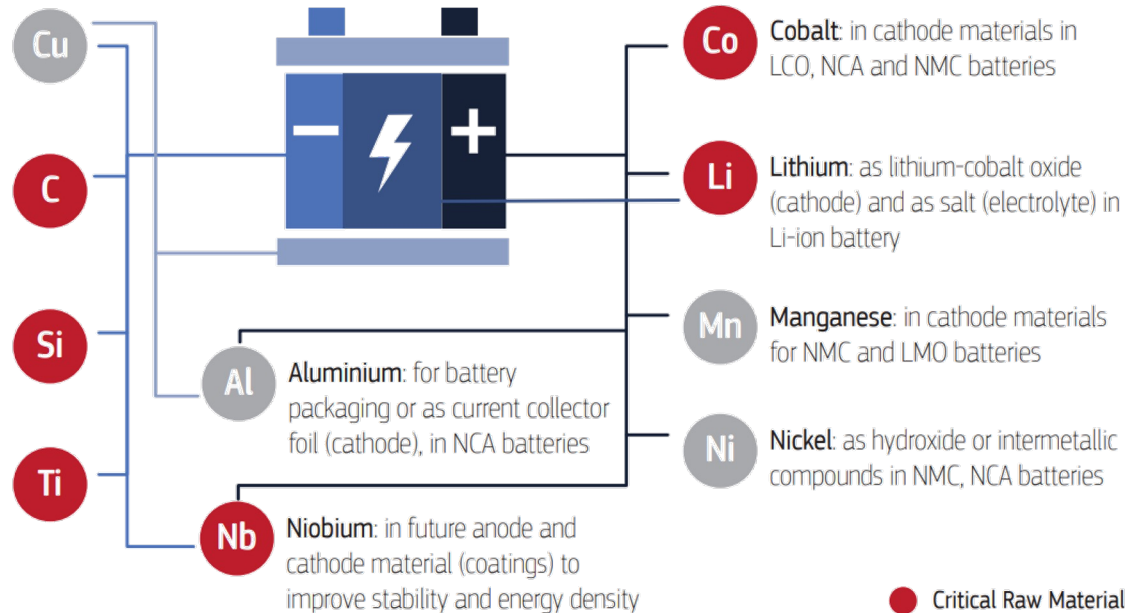 Cu
C
Si
Ti
Al
Aluminium: for battery
packaging or as current collector
foil (cathode), in NCA batteries
Nb
Niobium: in future anode and
cathode material (coatings) to
improve stability and energy density
− +
Co
Cobalt: in cathode materials in
LCO, NCA and NMC batteries
Li
Lithium: as lithium-cobalt oxide
(cathode) and as salt (electrolyte) in
Li-ion battery
Mn
Manganese: in cathode materials
for NMC and LMO batteries
Ni
Nickel: as hydroxide or intermetallic
compounds in NMC, NCA batteries
Critical Raw Material